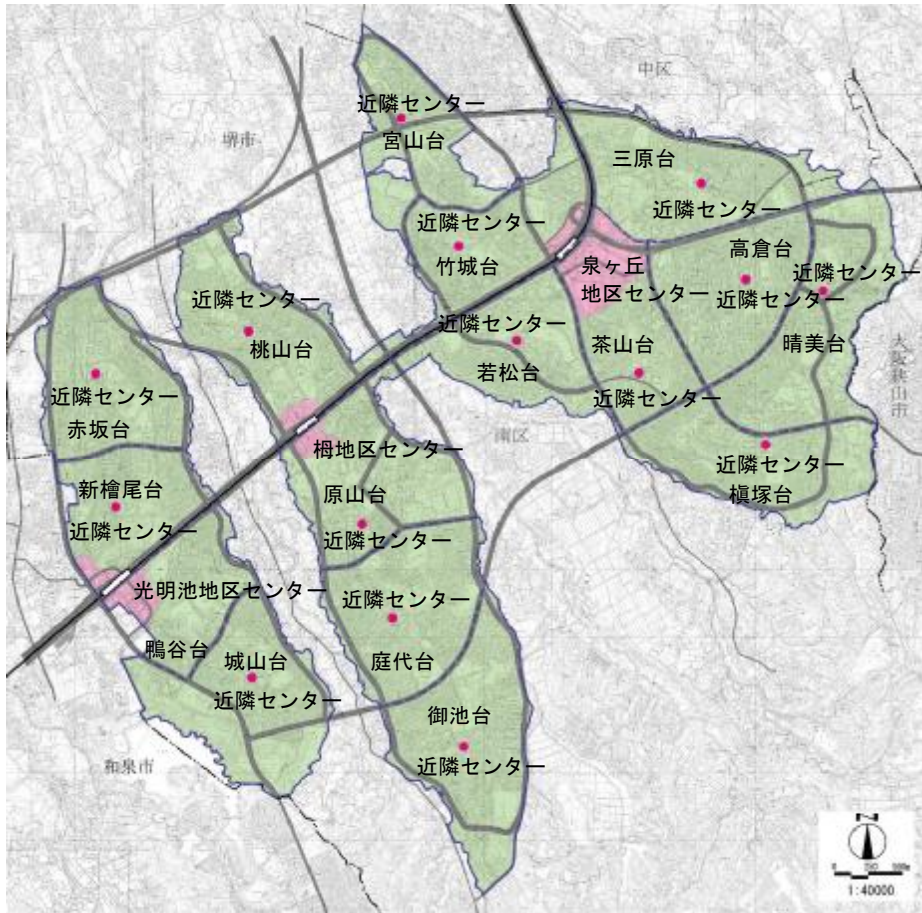 中区
近隣センター
宮山台
堺市
三原台
近隣センター
近隣センター
竹城台
高倉台
近隣センター
近隣センター
泉ヶ丘
地区センター
近隣センター
桃山台
近隣センター
若松台
茶山台
近隣センター
晴美台
大阪狭山市
近隣センター
赤坂台
南区
栂地区センター
近隣センター
槇塚台
新檜尾台
近隣センター
原山台
近隣センター
光明池地区センター
近隣センター
鴨谷台
城山台
近隣センター
庭代台
御池台
近隣センター
和泉市
N
1:40000